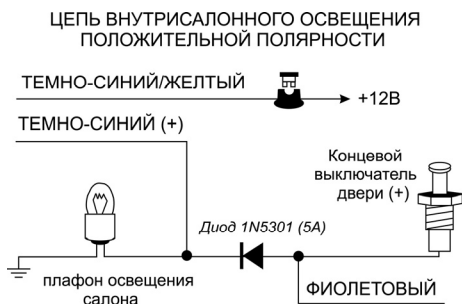 ЦЕПЬ ВНУТРИСАЛОННОГО ОСВЕЩЕНИЯ
ПОЛОЖИТЕЛЬНОЙ ПОЛЯРНОСТИ
ТЕМНО-СИНИЙ/ЖЕЛТЫЙ
+12В
ТЕМНО-СИНИЙ (+)
Концевой
выключатель
двери (+)
Диод 1N5301 (5А)
плафон освещения
салона
ФИОЛЕТОВЫЙ